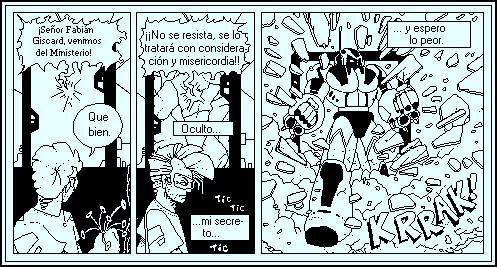 ¡Señor Fabián
Giscard, venimos
del Ministerio!
Que
bien.
¡¡No se resista, se lo
tratará con considera-
ción y misericordia!!
Oculto...
Tic
Tic
...mi secre-
to...
Tic
... y espero
lo peor.
KRRAK!